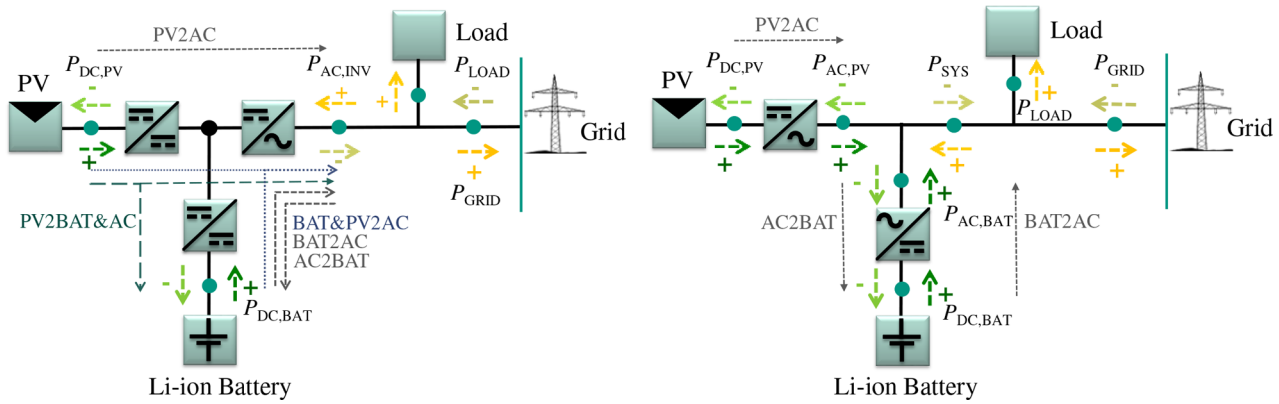 PV2AC
Load
PV
P_DC,PV
P_AC,INV
P_LOAD
-
+
+
-
Grid
+
-
+
P_GRID
PV2BAT&AC
BAT&PV2AC
BAT2AC
AC2BAT
-
+
P_DC,BAT
Li-ion Battery
PV2AC
Load
PV
P_DC,PV
P_AC,PV
P_SYS
P_GRID
-
-
-
+
-
P_LOAD
Grid
+
+
+
+
-
+
AC2BAT
P_AC,BAT
BAT2AC
-
+
P_DC,BAT
Li-ion Battery